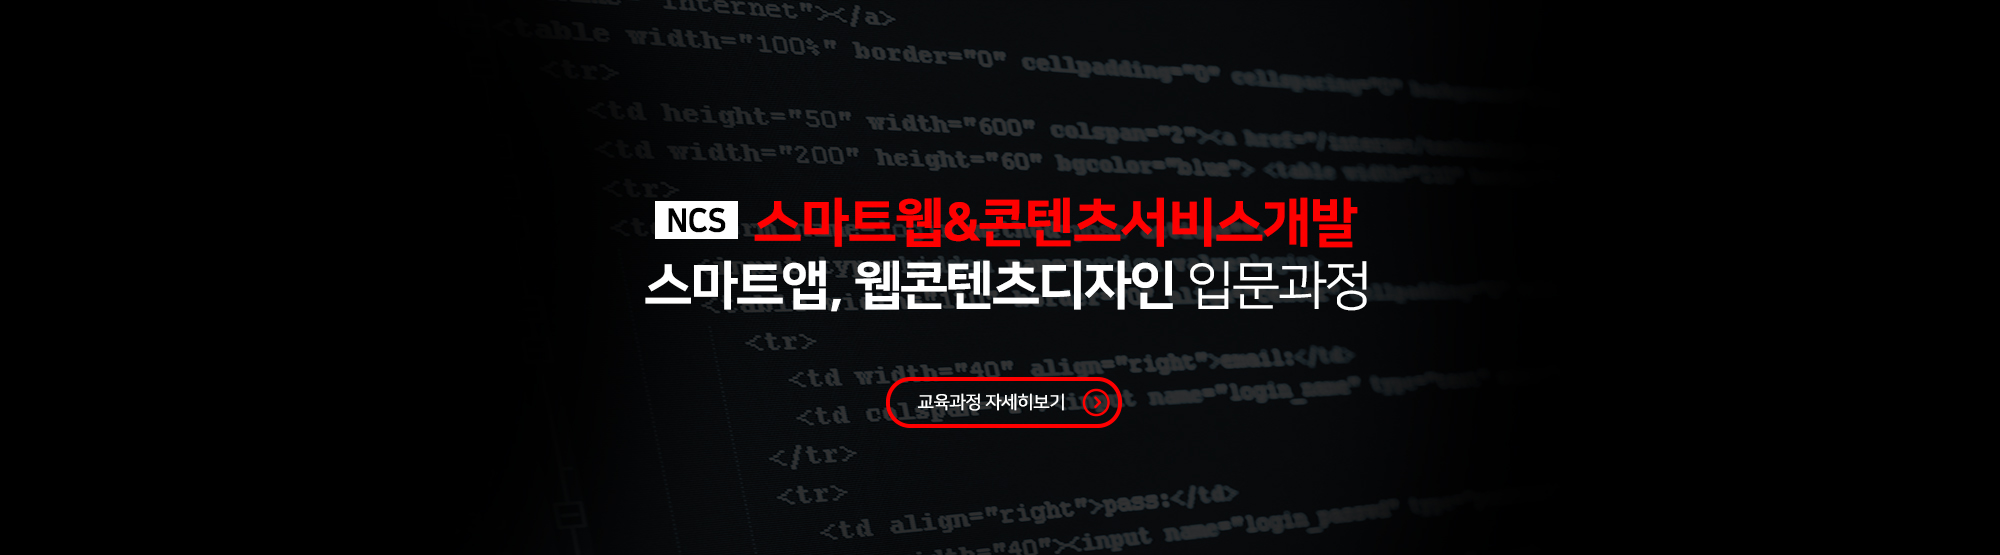 internet"></a>
<table width="100%" border="0" cellpadding="0" cellspacing="0"
<tr>
<td height="50" width="600" colspan="2"><a href="/internet/
<td width="200" height="60" bgcolor="blue"> <table width=
<tr>
NCS 스마트웹&콘텐츠서비스개발
스마트앱, 웹콘텐츠디자인 입문과정
<tr>
<td width="40" align="right">email:</td>
교육과정 자세히보기
<td input name="login_name" type="text"
</tr>
<tr>
<td align="right">pass:</td>
"40"><input name="login_passwd"